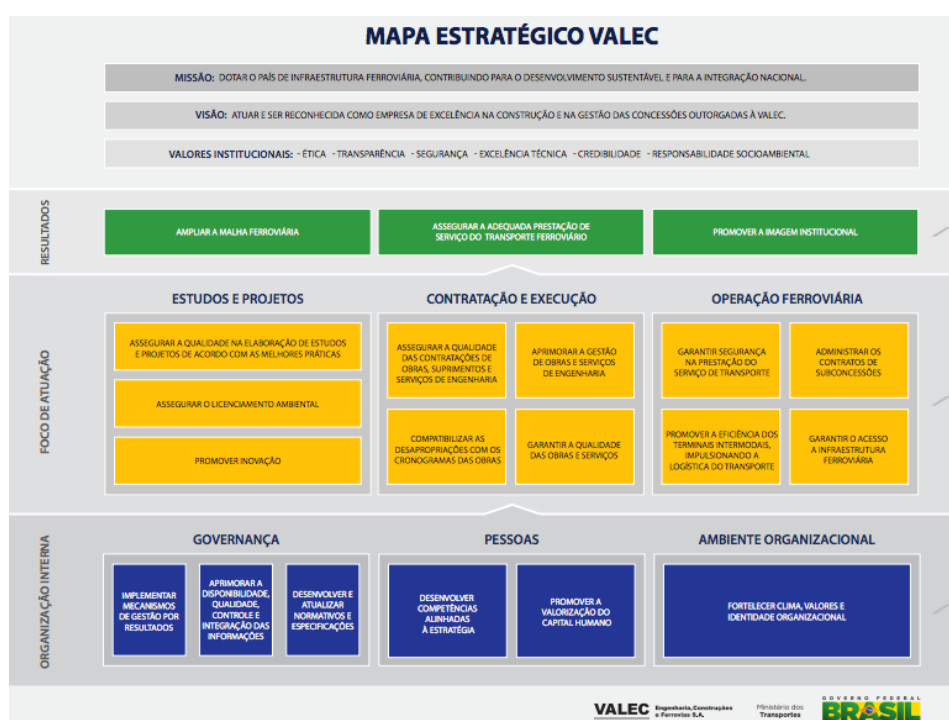 MAPA ESTRATÉGICO VALEC
MISSÃO: DOTAR O PAÍS DE INFRAESTRUTURA FERROVIÁRIA, CONTRIBUINDO PARA O DESENVOLVIMENTO SUSTENTÁVEL E PARA A INTEGRAÇÃO NACIONAL.
VISÃO: ATUAR E SER RECONHECIDA COMO EMPRESA DE EXCELÊNCIA NA CONSTRUÇÃO E NA GESTÃO DAS CONCESSÕES OUTORGADAS À VALEC.
VALORES INSTITUCIONAIS: - ÉTICA - TRANSPARÊNCIA - SEGURANÇA - EXCELÊNCIA TÉCNICA - CREDIBILIDADE - RESPONSABILIDADE SOCIOAMBIENTAL
RESULTADOS
AMPLIAR A MALHA FERROVIÁRIA
ASSEGURAR A ADEQUADA PRESTAÇÃO DE
SERVIÇO DO TRANSPORTE FERROVIÁRIO
PROMOVER A IMAGEM INSTITUCIONAL
FOCO DE ATUAÇÃO
ESTUDOS E PROJETOS
ASSEGURAR A QUALIDADE NA ELABORAÇÃO DE ESTUDOS
E PROJETOS DE ACORDO COM AS MELHORES PRÁTICAS
ASSEGURAR O LICENCIAMENTO AMBIENTAL
PROMOVER INOVAÇÃO
CONTRATAÇÃO E EXECUÇÃO
ASSEGURAR A QUALIDADE
DAS CONTRATAÇÕES DE
OBRAS, SUPRIMENTOS E
SERVIÇOS DE ENGENHARIA
APRIMORAR A GESTÃO
DE OBRAS E SERVIÇOS
DE ENGENHARIA
COMPATIBILIZAR AS
DESAPROPRIAÇÕES COM OS
CRONOGRAMAS DAS OBRAS
GARANTIR A QUALIDADE
DAS OBRAS E SERVIÇOS
OPERAÇÃO FERROVIÁRIA
GARANTIR SEGURANÇA
NA PRESTAÇÃO DO
SERVIÇO DE TRANSPORTE
ADMINISTRAR OS
CONTRATOS DE
SUBCONCESSÕES
PROMOVER A EFICIÊNCIA DOS
TERMINAIS INTERMODAIS,
IMPULSIONANDO A
LOGÍSTICA DO TRANSPORTE
GARANTIR O ACESSO
A INFRAESTRUTURA
FERROVIÁRIA
ORGANIZAÇÃO INTERNA
GOVERNANÇA
IMPLEMENTAR
MECANISMOS
DE GESTÃO POR
RESULTADOS
APRIMORAR A
DISPONIBILIDADE,
QUALIDADE,
CONTROLE E
INTEGRAÇÃO DAS
INFORMAÇÕES
DESENVOLVER E
ATUALIZAR
NORMATIVOS E
ESPECIFICAÇÕES
PESSOAS
DESENVOLVER
COMPETÊNCIAS
ALINHADAS
À ESTRATÉGIA
PROMOVER A
VALORIZAÇÃO DO
CAPITAL HUMANO
AMBIENTE ORGANIZACIONAL
FORTELECER CLIMA, VALORES E
IDENTIDADE ORGANIZACIONAL
VALEC Engenharia, Construções
e Ferrovias S.A.
Ministério dos
Transportes
GOVERNO FEDERAL
BRASIL